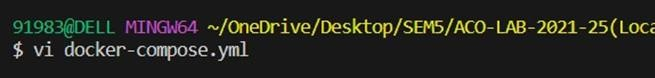 91983@DELL MINGW64 ~/OneDrive/Desktop/SEM5/ACO-LAB-2021-25(Loca
$ vi docker-compose.yml